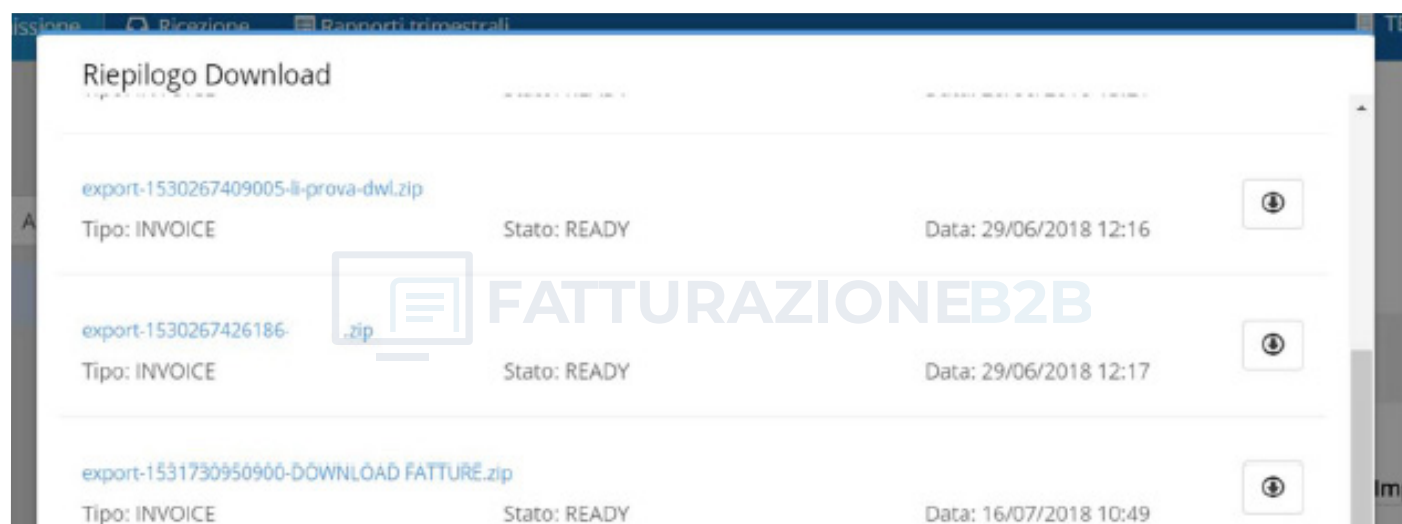 Ricezione Rapporti trimestrali
Riepilogo Download
export-1530267409005-li-prova-dwl.zip
Tipo: INVOICE Stato: READY Data: 29/06/2018 12:16
FATTURAZIONEB2B
export-1530267426186- .zip
Tipo: INVOICE Stato: READY Data: 29/06/2018 12:17
export-1531730950900-DOWNLOAD FATTURE.zip
Tipo: INVOICE Stato: READY Data: 16/07/2018 10:49